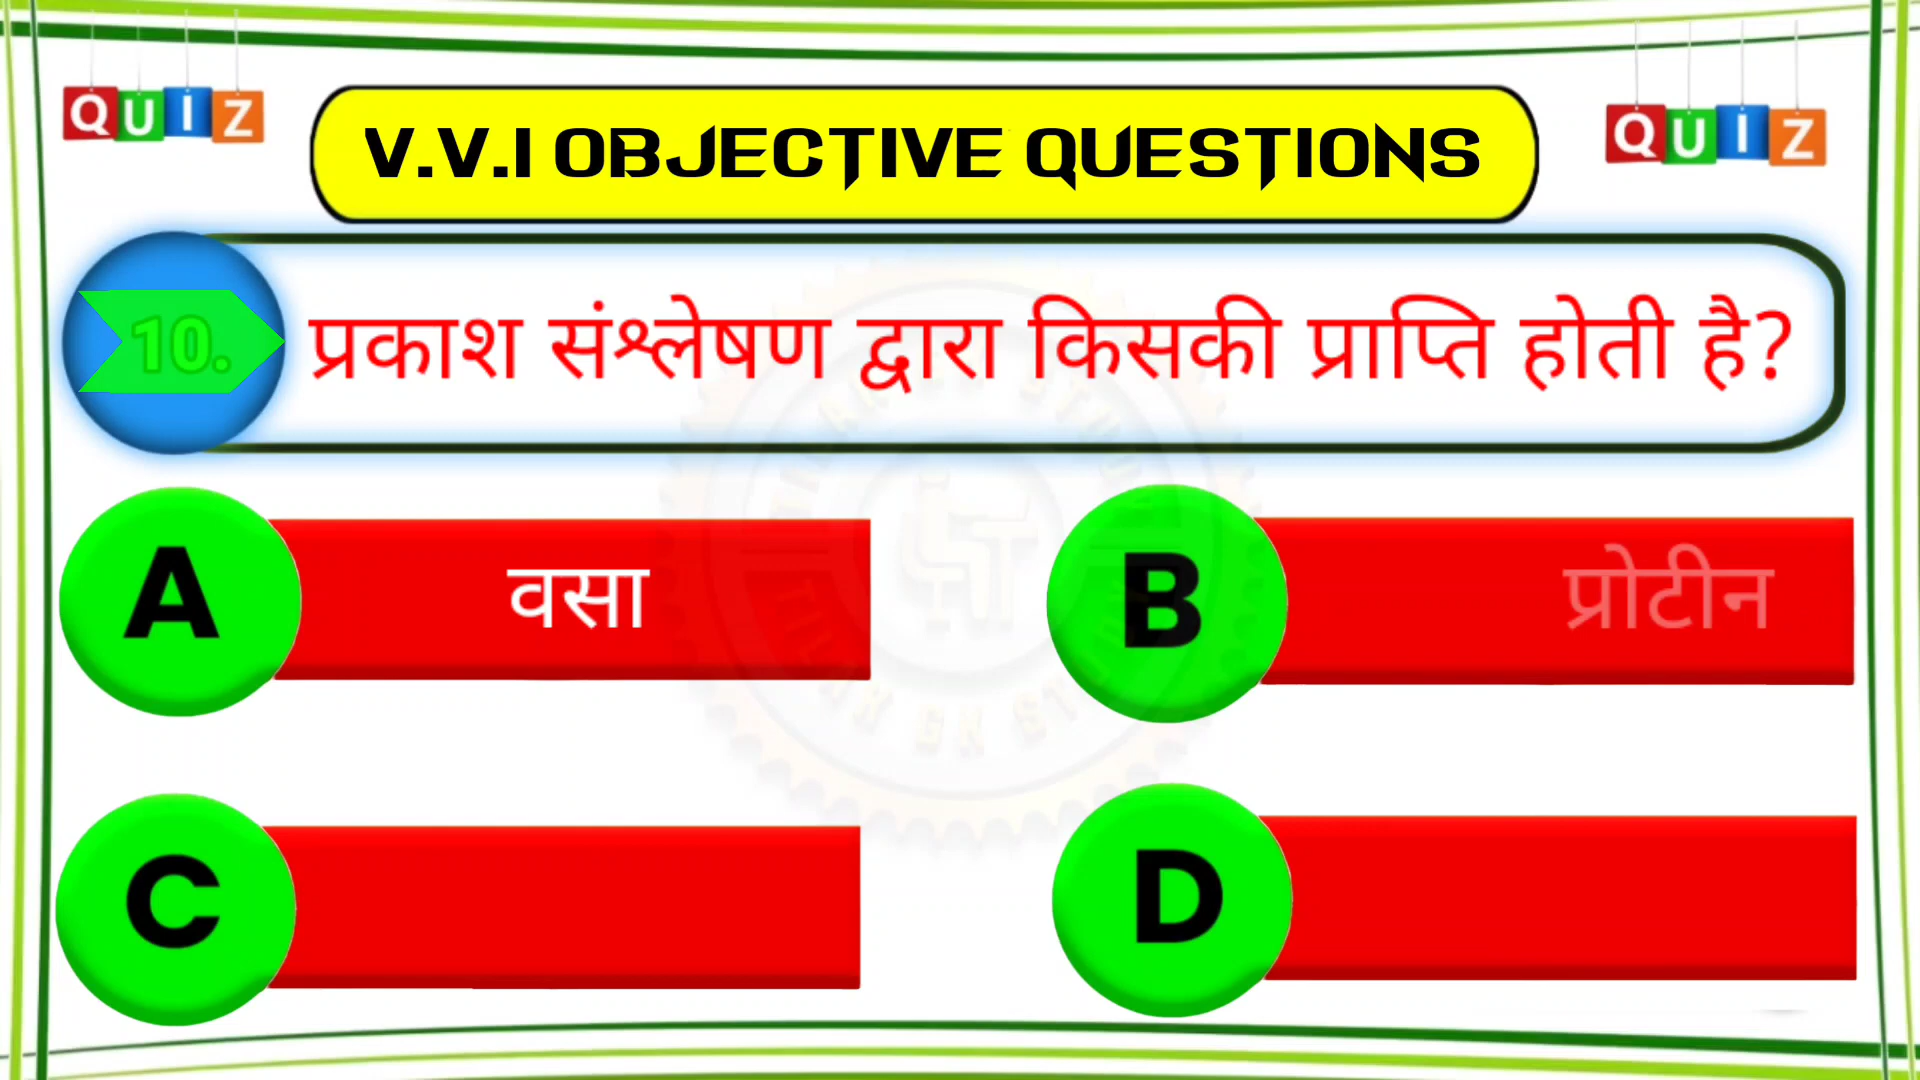 QUIZ
V.V.I OBJECTIVE QUESTIONS
QUIZ
10. प्रकाश संश्लेषण द्वारा किसकी प्राप्ति होती है?
A वसा
B प्रोटीन
C
D